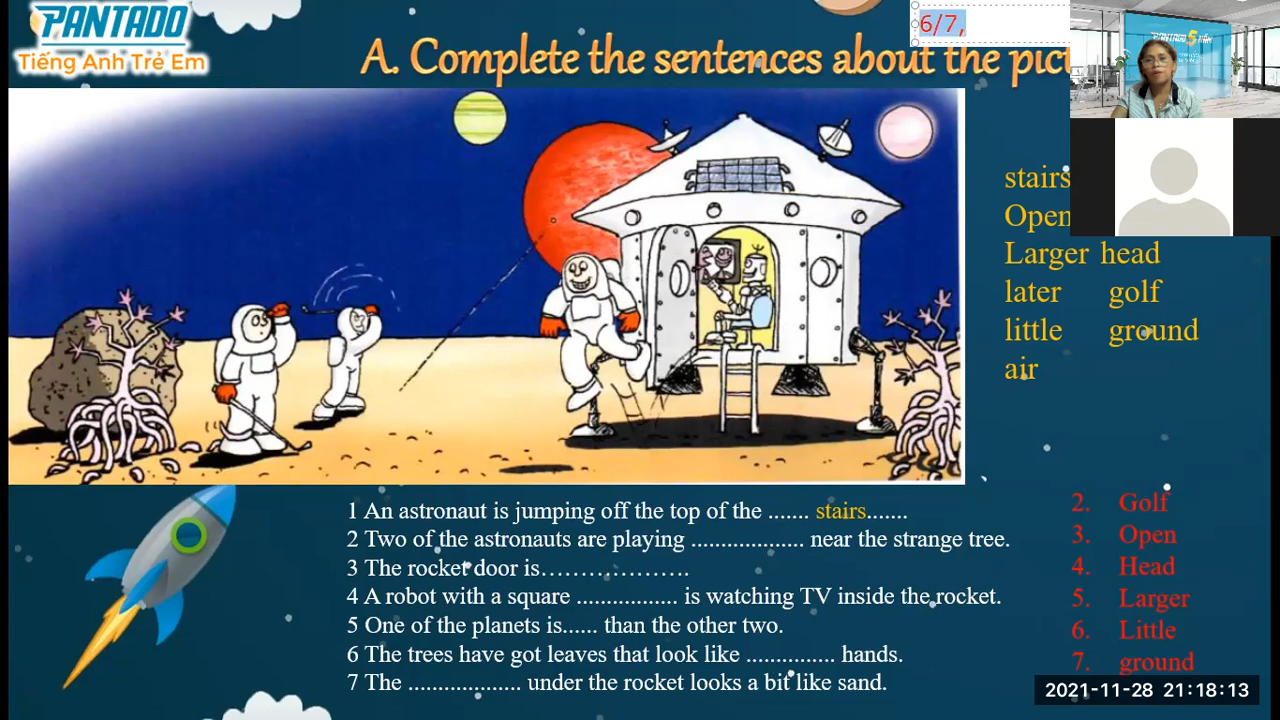 PANTADO
Tiếng Anh Trẻ Em
6/7,
A. Complete the sentences about the
stairs
Open
Larger head
later golf
little ground
air
1 An astronaut is jumping off the top of the ....... stairs.......
2 Two of the astronauts are playing ................... near the strange tree.
3 The rocket door is……………….
4 A robot with a square ................. is watching TV inside the rocket.
5 One of the planets is...... than the other two.
6 The trees have got leaves that look like ............... hands.
7 The ................... under the rocket looks a bit like sand.
2. Golf
3. Open
4. Head
5. Larger
6. Little
7. ground
2021-11-28 21:18:13